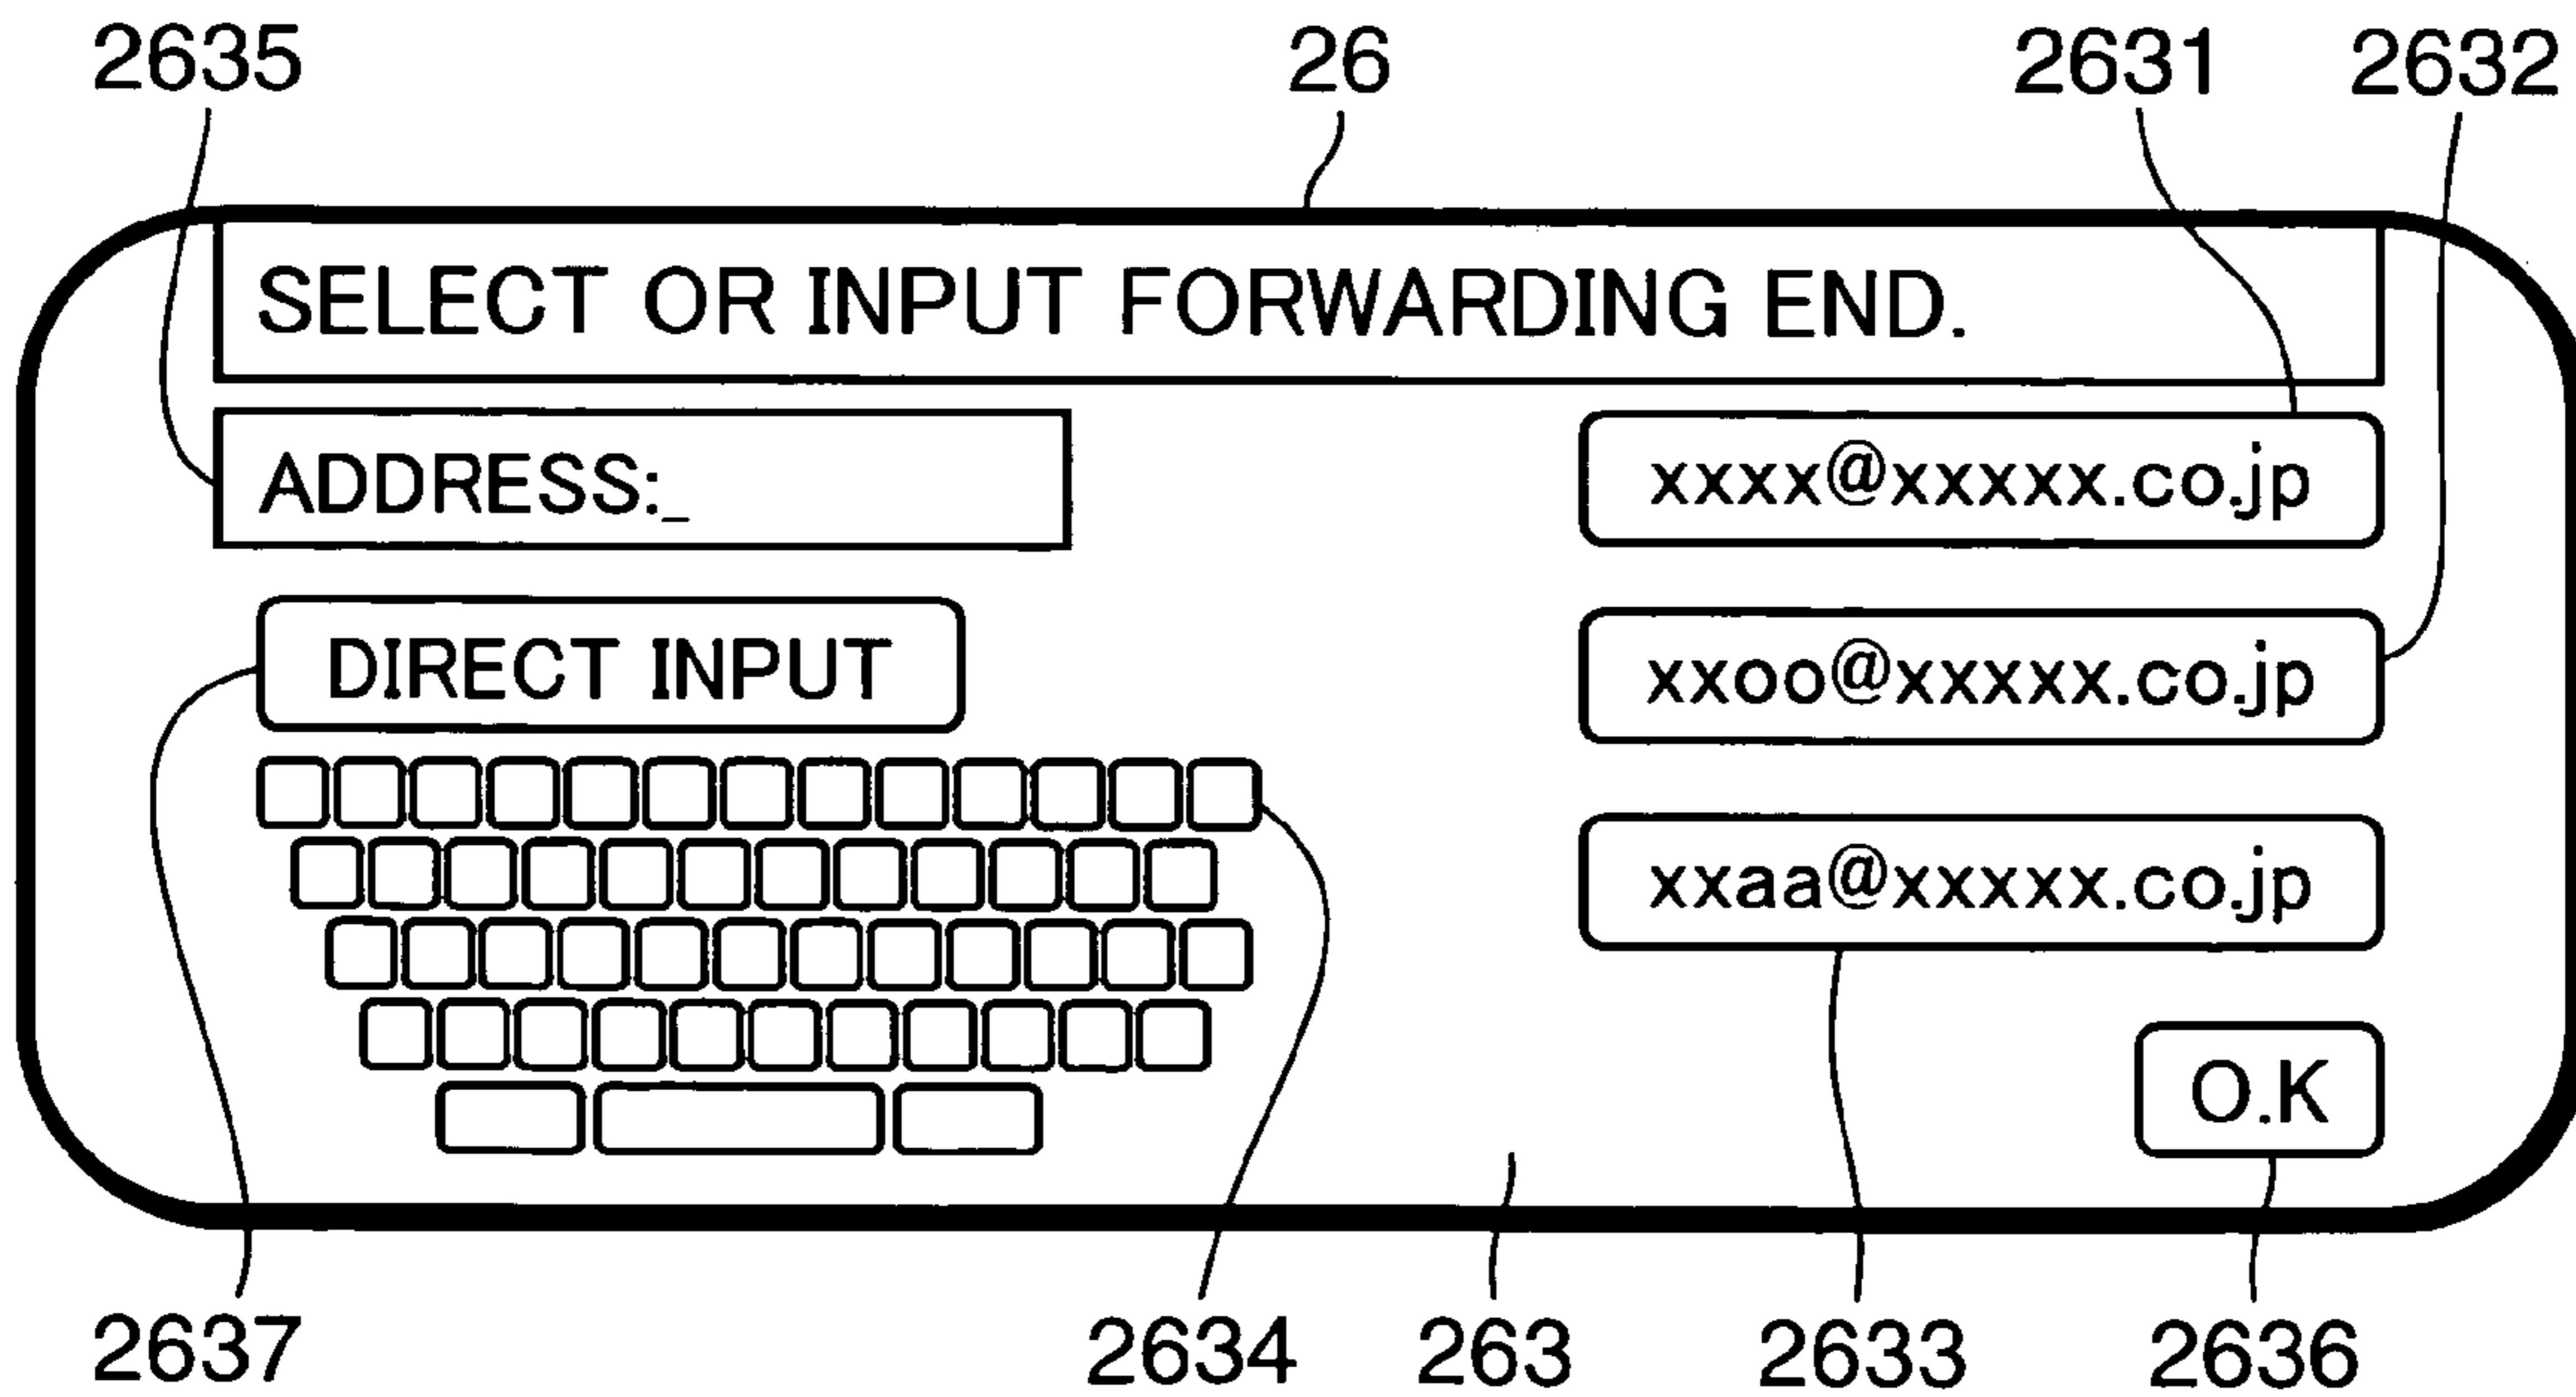 2635 26 2631 2632
SELECT OR INPUT FORWARDING END.
ADDRESS:_
xxxx@xxxxx.co.jp
DIRECT INPUT
xxoo@xxxxx.co.jp
xxaa@xxxxx.co.jp
O.K
2637 2634 263 2633 2636